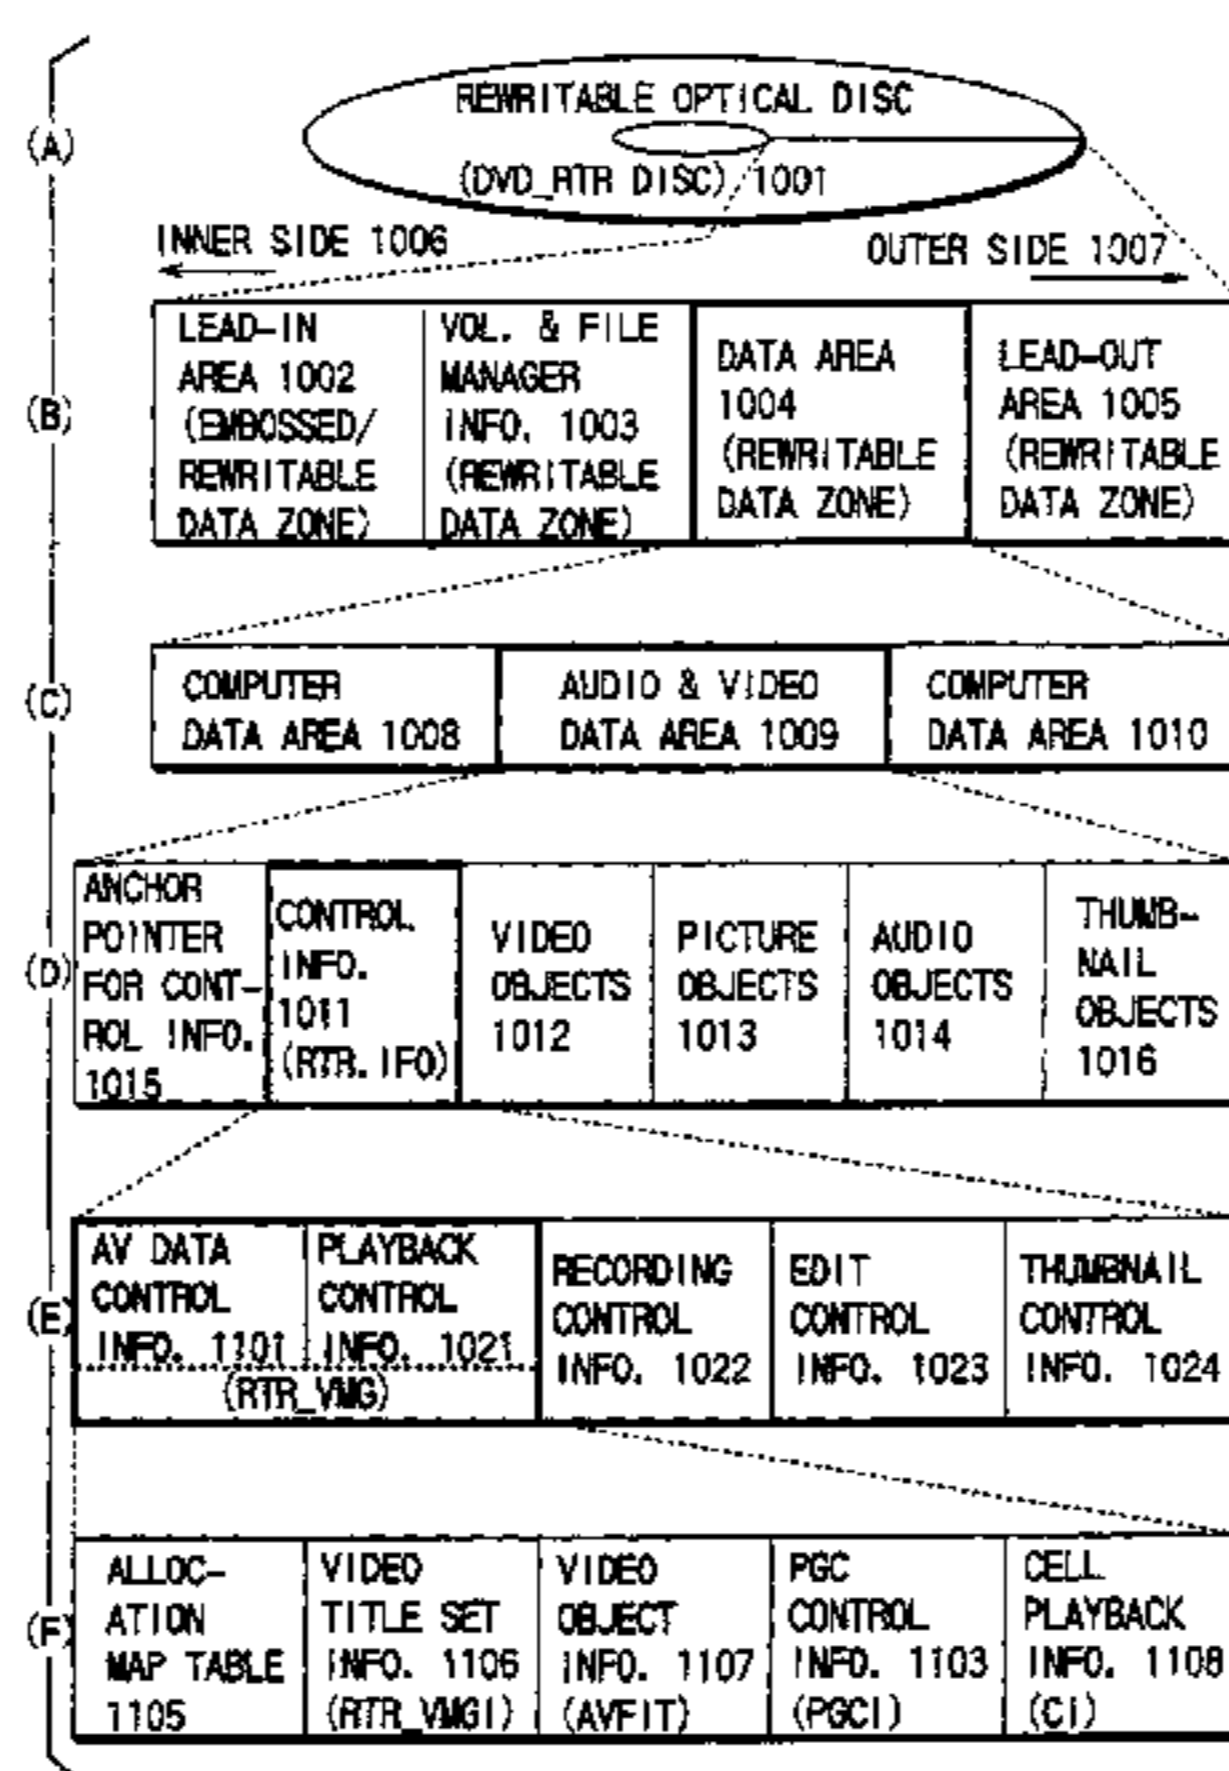 (A)
REWRITABLE OPTICAL DISC
(DVD_RTR DISC) 1001
INNER SIDE 1006
OUTER SIDE 1007
(B)
LEAD-IN
AREA 1002
(EMBOSSED/
REWRITABLE
DATA ZONE)
VOL. & FILE
MANAGER
INFO. 1003
(REWRITABLE
DATA ZONE)
DATA AREA
1004
(REWRITABLE
DATA ZONE)
LEAD-OUT
AREA 1005
(REWRITABLE
DATA ZONE)
(C)
COMPUTER
DATA AREA 1008
AUDIO & VIDEO
DATA AREA 1009
COMPUTER
DATA AREA 1010
(D)
ANCHOR
POINTER
FOR CONT-
ROL INFO.
1015
CONTROL
INFO.
1011
(RTR.IFO)
VIDEO
OBJECTS
1012
PICTURE
OBJECTS
1013
AUDIO
OBJECTS
1014
THUMB-
NAIL
OBJECTS
1016
(E)
AV DATA
CONTROL
INFO. 1101
PLAYBACK
CONTROL
INFO. 1021
(RTR_VMG)
RECORDING
CONTROL
INFO. 1022
EDIT
CONTROL
INFO. 1023
THUMBNAIL
CONTROL
INFO. 1024
(F)
ALLOC-
ATION
MAP TABLE
1105
VIDEO
TITLE SET
INFO. 1106
(RTR_VMGI)
VIDEO
OBJECT
INFO. 1107
(AVFIT)
PGC
CONTROL
INFO. 1103
(PGCI)
CELL
PLAYBACK
INFO. 1108
(CI)